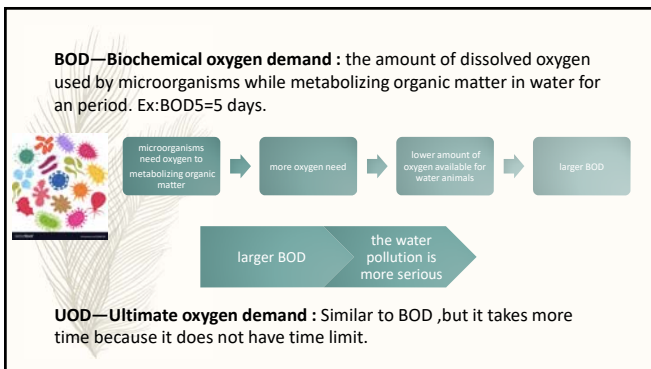 BOD—Biochemical oxygen demand : the amount of dissolved oxygen
used by microorganisms while metabolizing organic matter in water for
an period. Ex:BOD5=5 days.
microorganisms
need oxygen to
metabolizing organic
matter
more oxygen need
lower amount of
oxygen available for
water animals
larger BOD
larger BOD
the water
pollution is
more serious
UOD—Ultimate oxygen demand : Similar to BOD ,but it takes more
time because it does not have time limit.